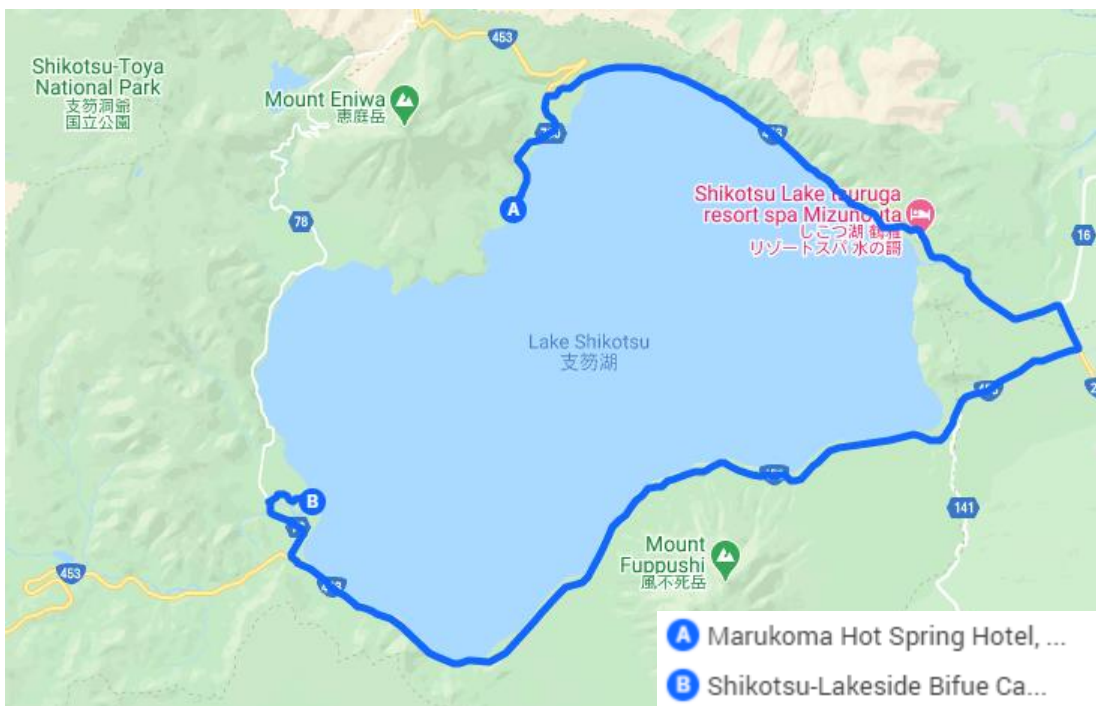 453
Shikotsu-Toya
National Park
支笏洞爺
国立公園
Mount Eniwa
恵庭岳
78
Shikotsu Lake tsuruga
resort spa Mizunouta
しこつ湖 鶴雅
リゾートスパ 水の謌
16
A
Lake Shikotsu
支笏湖
B
141
Mount
Fuppushi
風不死岳
453
A Marukoma Hot Spring Hotel, ...
B Shikotsu-Lakeside Bifue Ca...